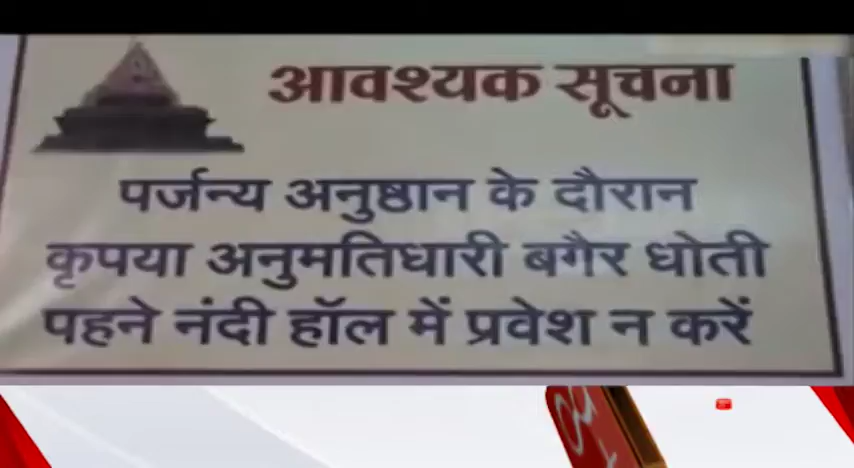 आवश्यक सूचना
पर्जन्य अनुष्ठान के दौरान
कृपया अनुमतिधारी बगैर धोती
पहने नंदी हॉल में प्रवेश न करें